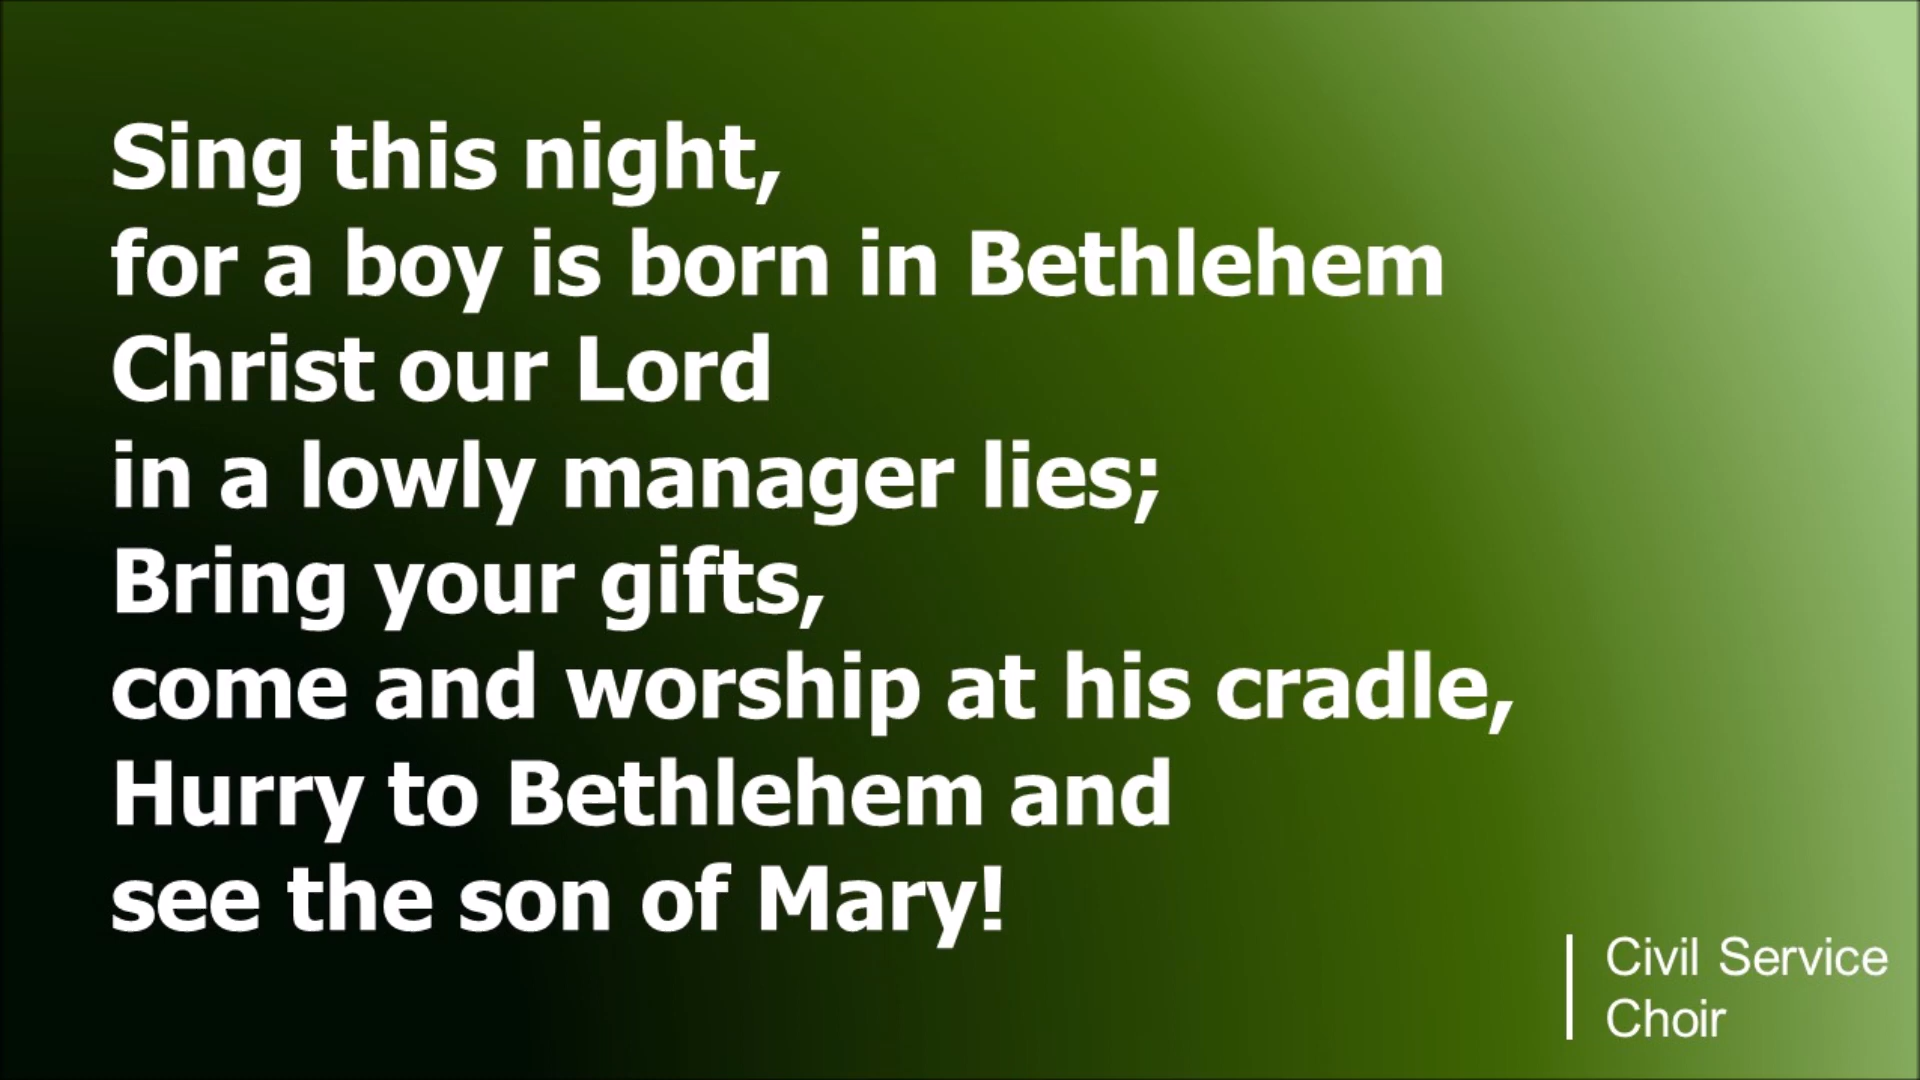 Sing this night,
for a boy is born in Bethlehem
Christ our Lord
in a lowly manager lies;
Bring your gifts,
come and worship at his cradle,
Hurry to Bethlehem and
see the son of Mary!
Civil Service
Choir